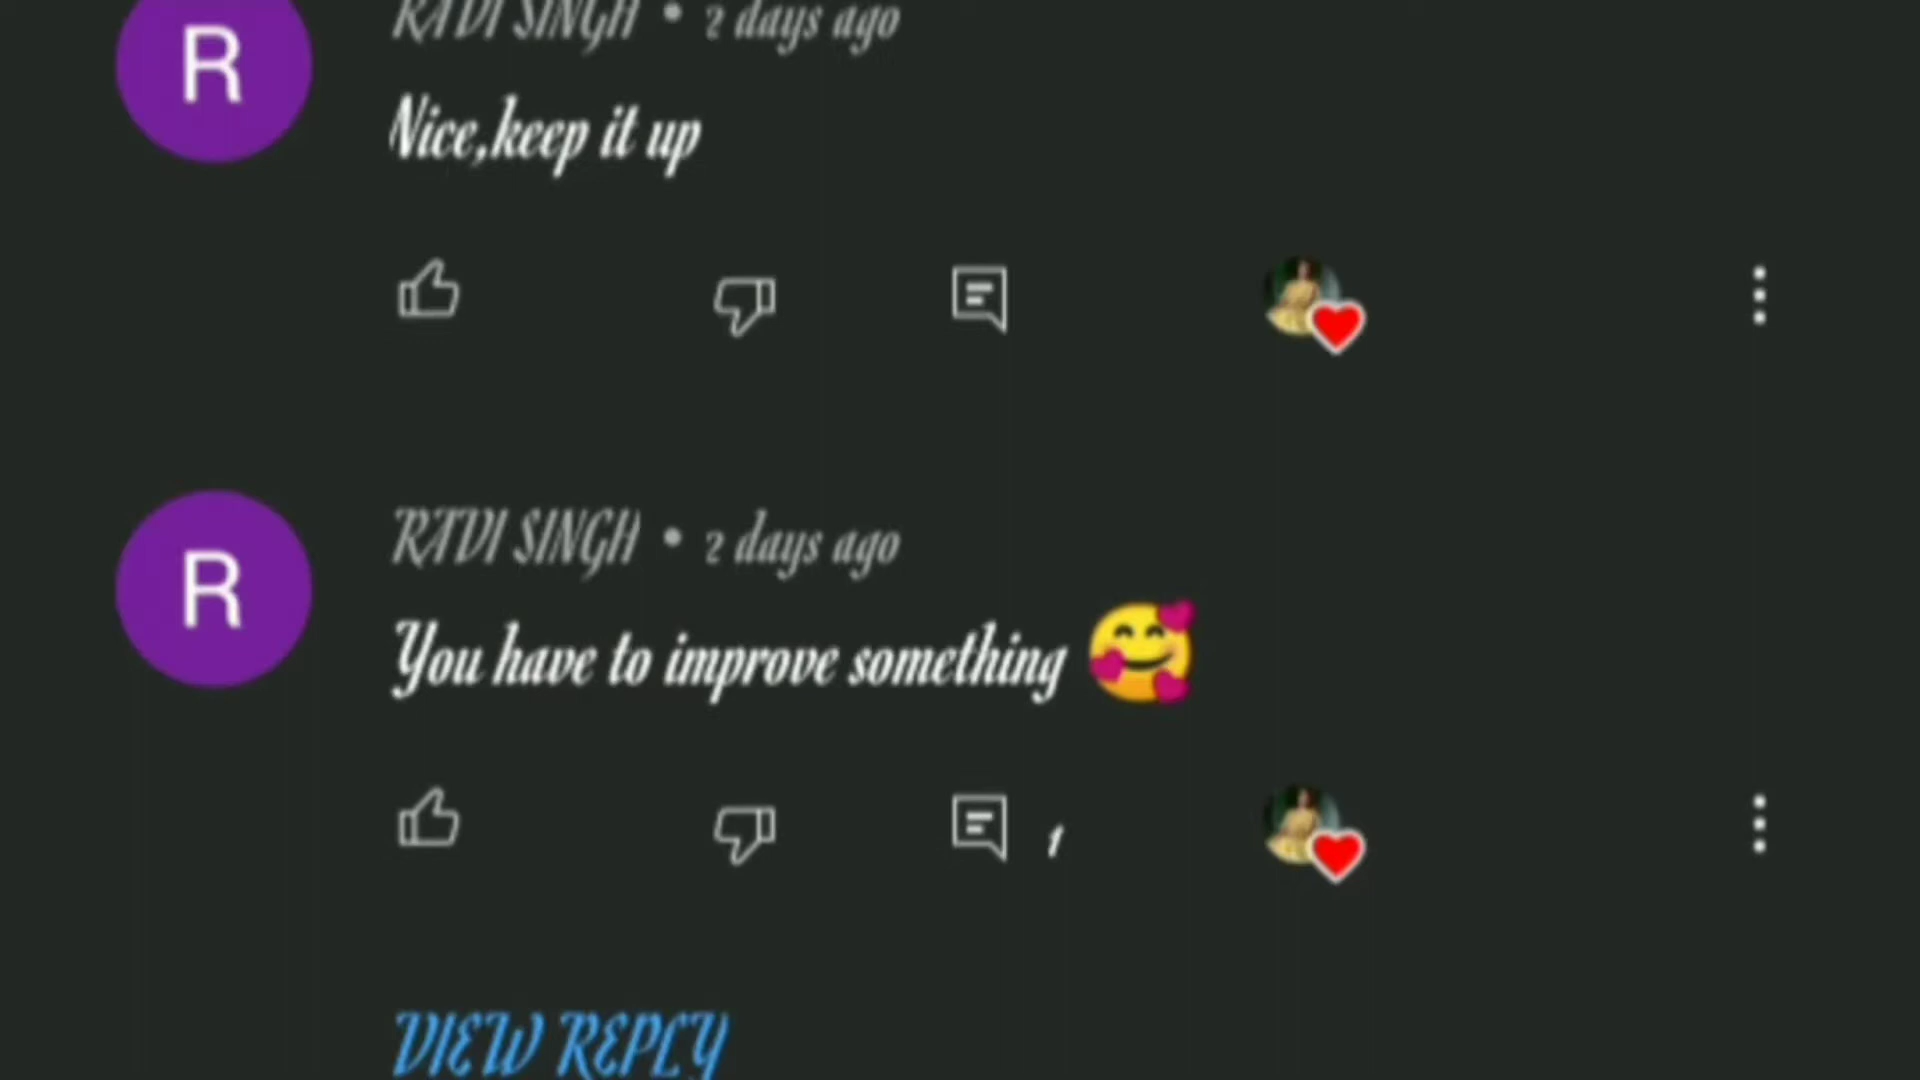 R
RAVI SINGH • 2 days ago
Nice,keep it up
R
RAVI SINGH • 2 days ago
You have to improve something 🥰
1
VIEW REPLY